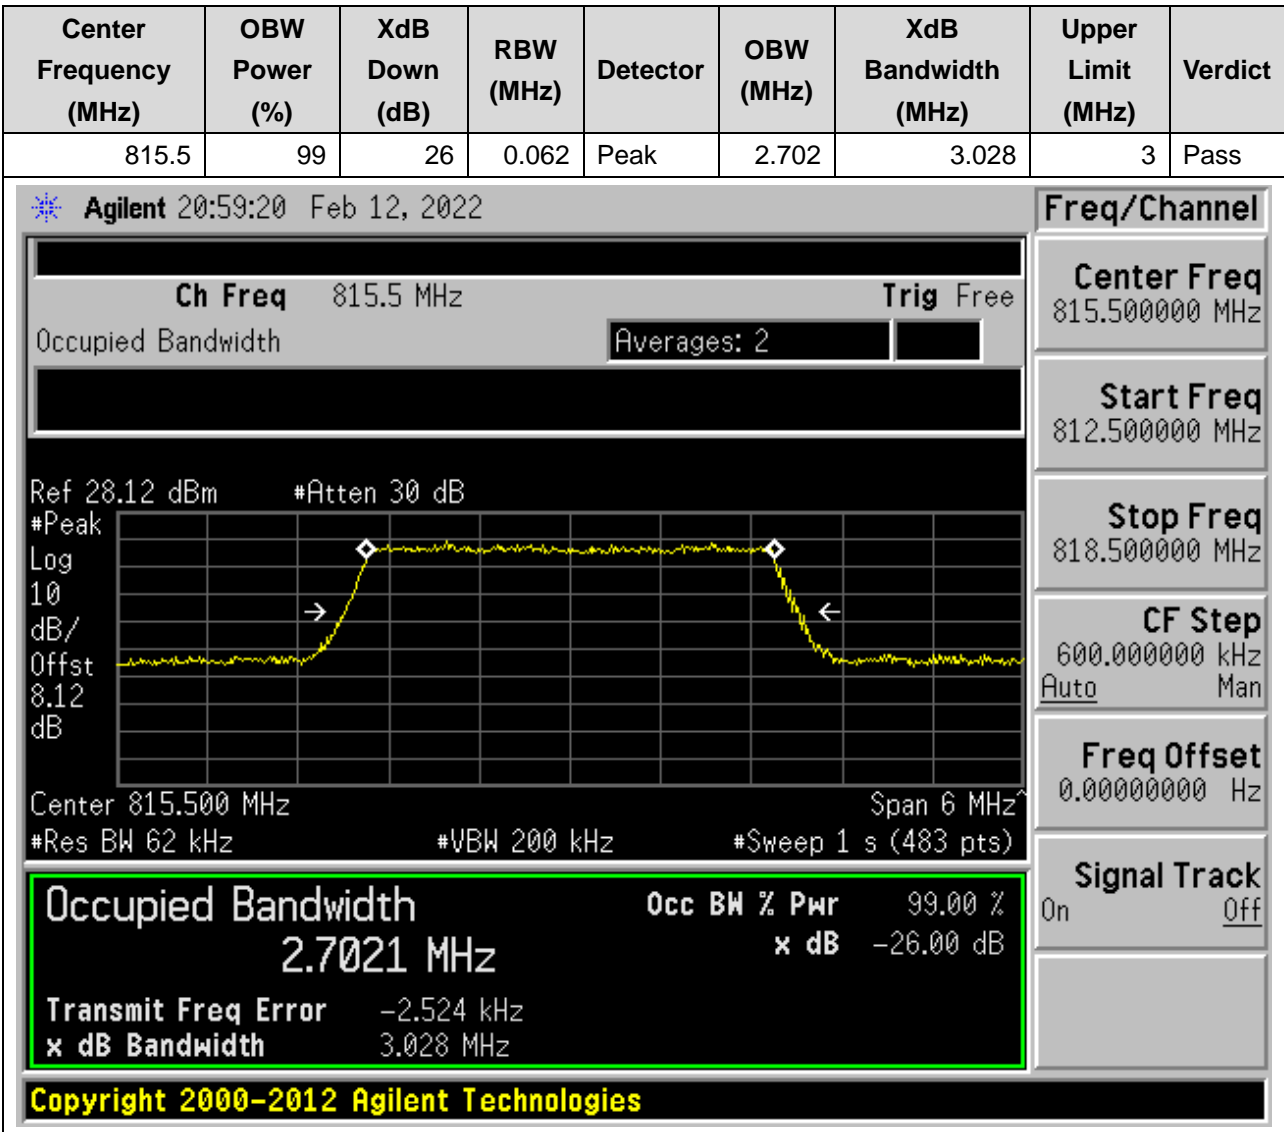 Center Frequency (MHz) OBW Power (%) XdB Down (dB) RBW (MHz) Detector OBW (MHz) XdB Bandwidth (MHz) Upper Limit (MHz) Verdict
815.5 99 26 0.062 Peak 2.702 3.028 3 Pass
Agilent 20:59:20 Feb 12, 2022
Freq/Channel
Ch Freq 815.5 MHz Trig Free
Occupied Bandwidth Averages: 2
Ref 28.12 dBm #Atten 30 dB
#Peak
Log
10
dB/
Offst
8.12
dB
Center 815.500 MHz Span 6 MHz^
#Res BW 62 kHz #VBW 200 kHz #Sweep 1 s (483 pts)
Occupied Bandwidth Occ BW % Pwr 99.00 %
2.7021 MHz x dB -26.00 dB
Transmit Freq Error -2.524 kHz
x dB Bandwidth 3.028 MHz
Center Freq
815.500000 MHz
Start Freq
812.500000 MHz
Stop Freq
818.500000 MHz
CF Step
600.000000 kHz
Auto Man
Freq Offset
0.00000000 Hz
Signal Track
On Off
Copyright 2000-2012 Agilent Technologies